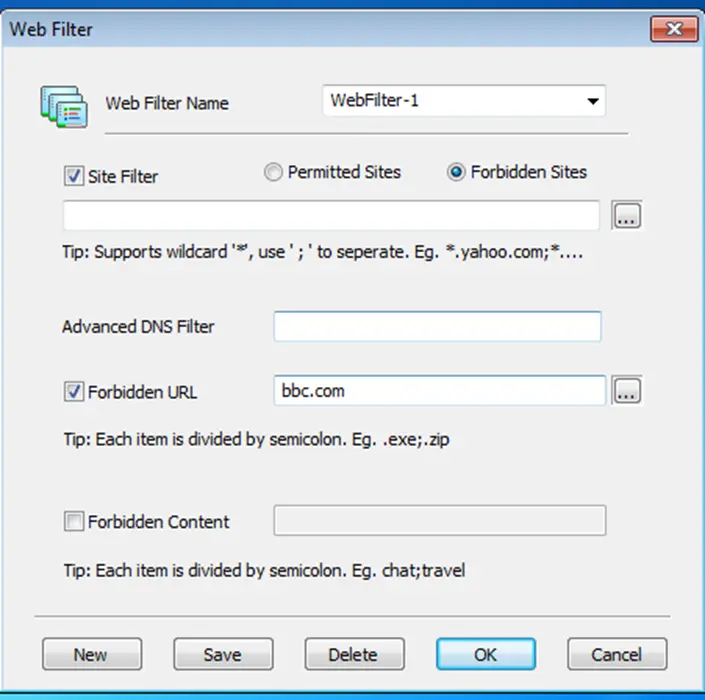 Web Filter
Web Filter Name
WebFilter-1
Site Filter
Permitted Sites
Forbidden Sites
...
Tip: Supports wildcard '*', use ' ; ' to seperate. Eg. *.yahoo.com;*....
Advanced DNS Filter
Forbidden URL
bbc.com
...
Tip: Each item is divided by semicolon. Eg. .exe;.zip
Forbidden Content
Tip: Each item is divided by semicolon. Eg. chat;travel
New
Save
Delete
OK
Cancel